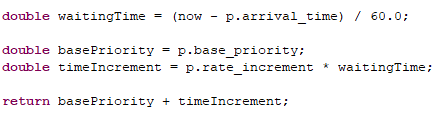 double waitingTime = (now - p.arrival_time) / 60.0;
double basePriority = p.base_priority;
double timeIncrement = p.rate_increment * waitingTime;
return basePriority + timeIncrement;